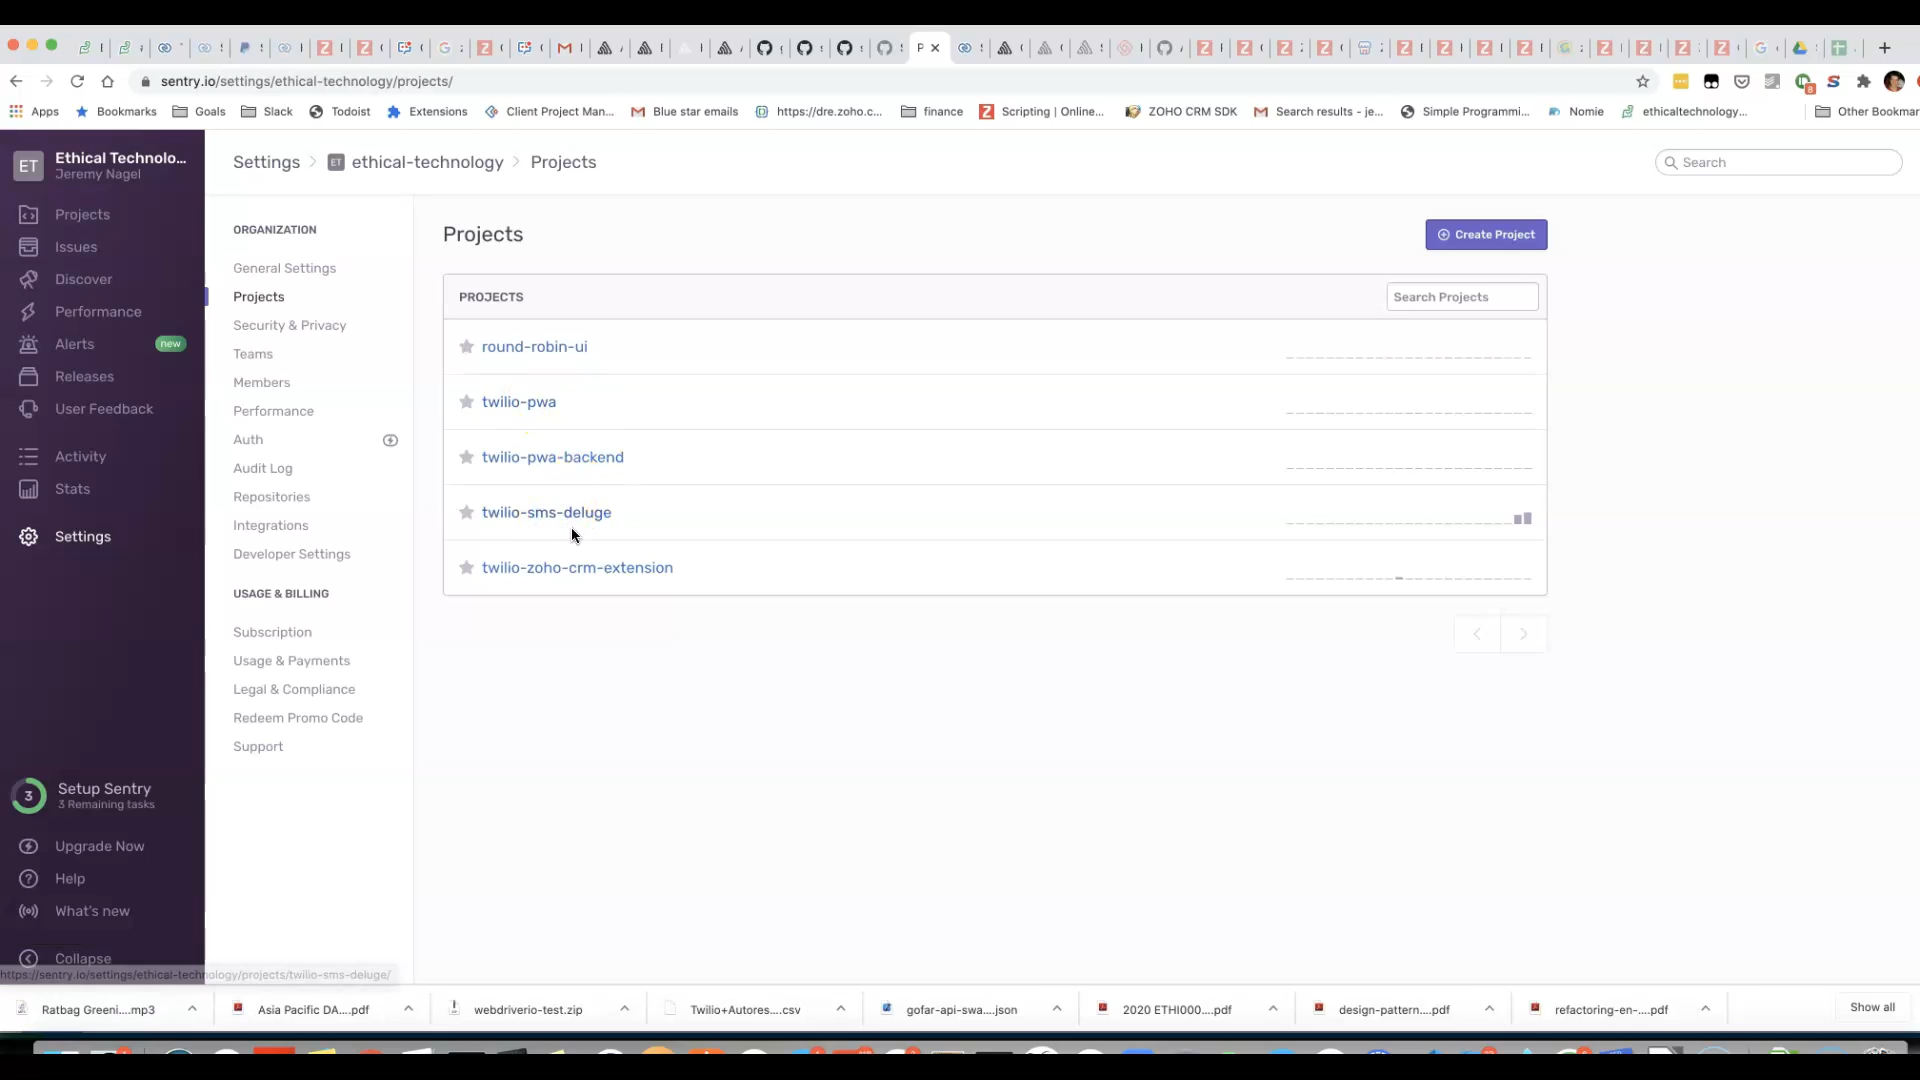 sentry.io/settings/ethical-technology/projects/
Apps
Bookmarks
Goals
Slack
Todoist
Extensions
Client Project Man...
Blue star emails
https://dre.zoho.c...
finance
Scripting | Online...
ZOHO CRM SDK
Search results - je...
Simple Programmi...
Nomie
ethicaltechnology...
Other Bookmar
ET
Ethical Technolo...
Jeremy Nagel
Settings
ET
ethical-technology
Projects
Search
Projects
Issues
Discover
Performance
Alerts
new
Releases
User Feedback
Activity
Stats
Settings
ORGANIZATION
General Settings
Projects
Security & Privacy
Teams
Members
Performance
Auth
Audit Log
Repositories
Integrations
Developer Settings
USAGE & BILLING
Subscription
Usage & Payments
Legal & Compliance
Redeem Promo Code
Support
Projects
Create Project
PROJECTS
Search Projects
round-robin-ui
twilio-pwa
twilio-pwa-backend
twilio-sms-deluge
twilio-zoho-crm-extension
3
Setup Sentry
3 Remaining tasks
Upgrade Now
Help
What's new
Collapse
https://sentry.io/settings/ethical-technology/projects/twilio-sms-deluge/
Ratbag Greeni....mp3
Asia Pacific DA....pdf
webdriverio-test.zip
Twilio+Autores....csv
gofar-api-swa....json
2020 ETHI000....pdf
design-pattern....pdf
refactoring-en-....pdf
Show all